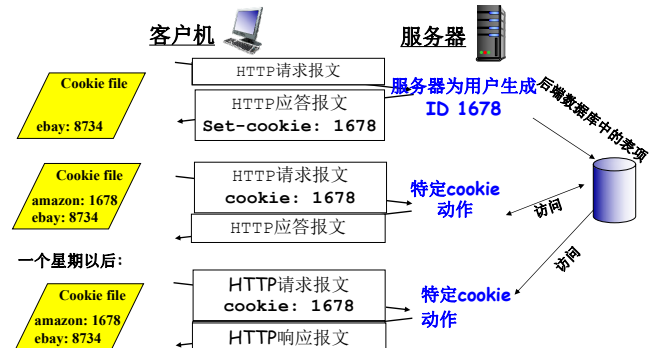 客户机
服务器
Cookie file
ebay: 8734
HTTP请求报文
HTTP应答报文
Set-cookie: 1678
服务器为用户生成
ID 1678
后端数据库中的表项
Cookie file
amazon: 1678
ebay: 8734
HTTP请求报文
cookie: 1678
HTTP应答报文
特定cookie
动作
访问
访问
一个星期以后:
Cookie file
amazon: 1678
ebay: 8734
HTTP请求报文
cookie: 1678
HTTP响应报文
特定cookie
动作